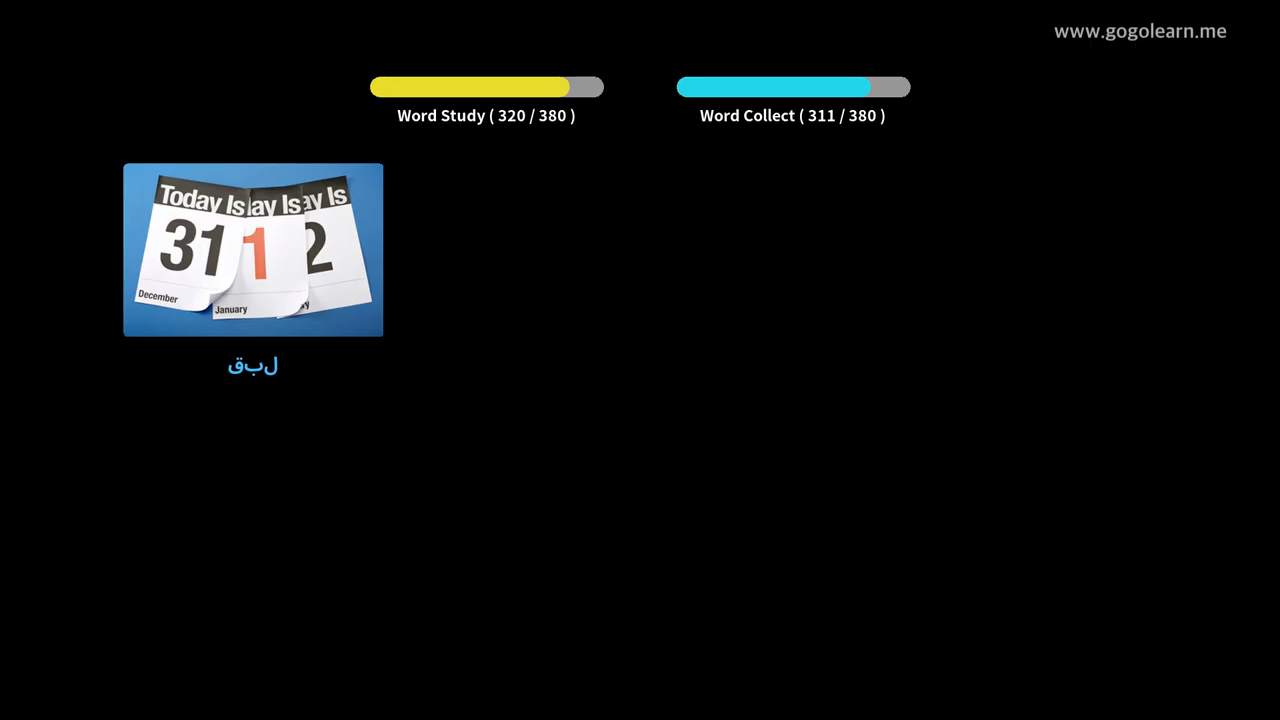 www.gogolearn.me
Word Study ( 320 / 380 )
Word Collect ( 311 / 380 )
Today Is ay Is ay Is
31 1 2
December
January
لبق